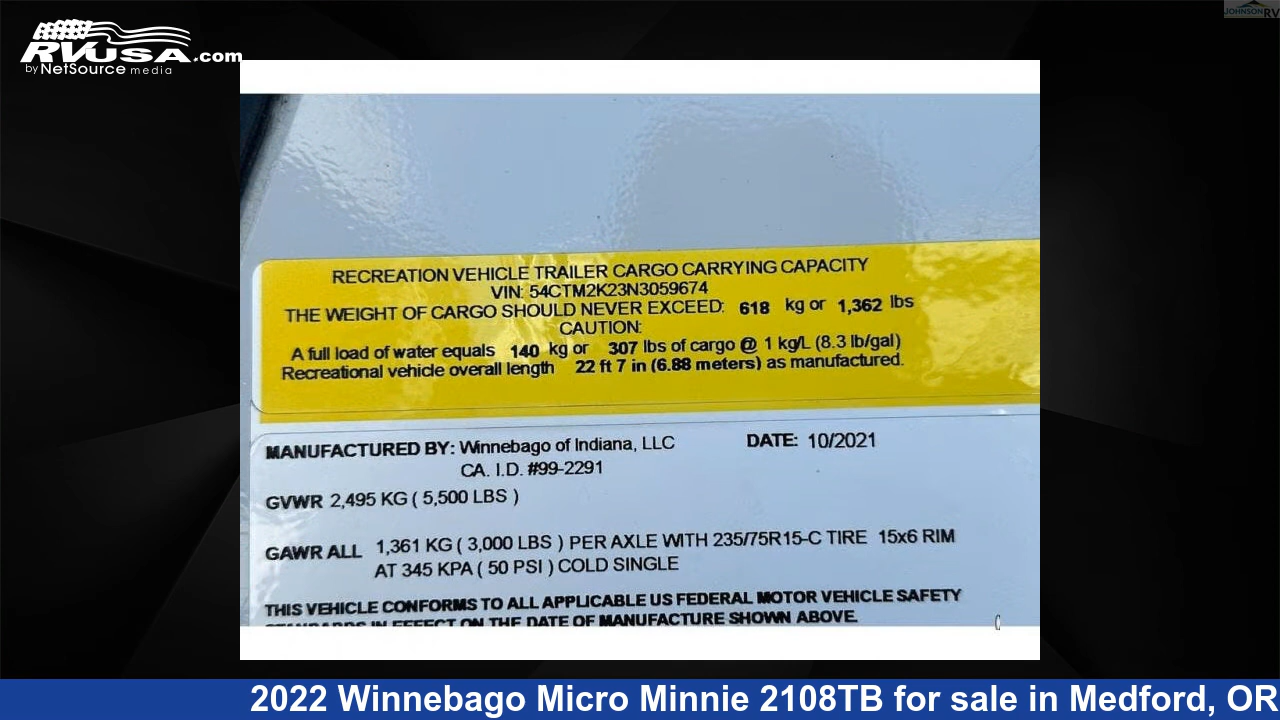 JOHNSON RV
RVUSA.com
by NetSource media
RECREATION VEHICLE TRAILER CARGO CARRYING CAPACITY
VIN: 54CTM2K23N3059674
THE WEIGHT OF CARGO SHOULD NEVER EXCEED: 618 kg or 1,362 lbs
CAUTION:
A full load of water equals 140 kg or 307 lbs of cargo @ 1 kg/L (8.3 lb/gal)
Recreational vehicle overall length 22 ft 7 in (6.88 meters) as manufactured.
MANUFACTURED BY: Winnebago of Indiana, LLC DATE: 10/2021
CA. I.D. #99-2291
GVWR 2,495 KG ( 5,500 LBS )
GAWR ALL 1,361 KG ( 3,000 LBS ) PER AXLE WITH 235/75R15-C TIRE 15x6 RIM
AT 345 KPA ( 50 PSI ) COLD SINGLE
THIS VEHICLE CONFORMS TO ALL APPLICABLE US FEDERAL MOTOR VEHICLE SAFETY
STANDARDS IN EFFECT ON THE DATE OF MANUFACTURE SHOWN ABOVE.
2022 Winnebago Micro Minnie 2108TB for sale in Medford, OR